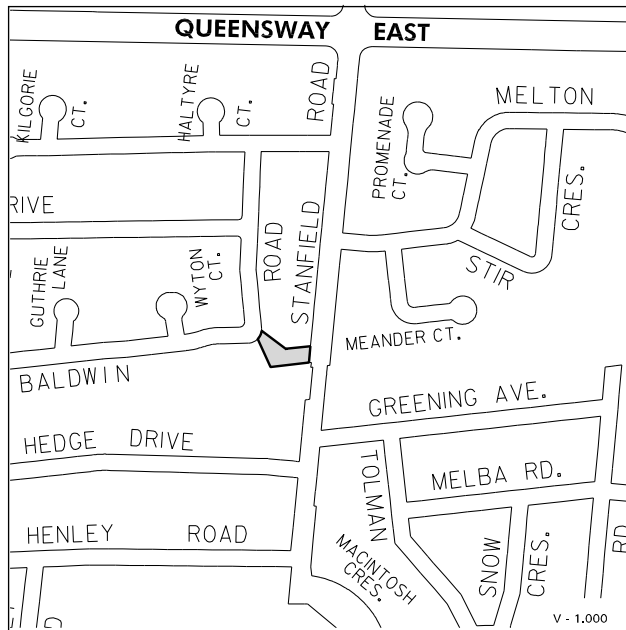 QUEENSWAY EAST
KILGORIE
CT.
HALTYRE
CT.
ROAD
PROMENADE
CT.
MELTON
CRES.
RIVE
ROAD
STANFIELD
GUTHRIE
LANE
WYTON
CT.
STIR
MEANDER CT.
BALDWIN
GREENING AVE.
HEDGE DRIVE
TOLMAN
MELBA RD.
HENLEY ROAD
MACINTOSH
CRES.
SNOW
CRES.
RD
V - 1.000